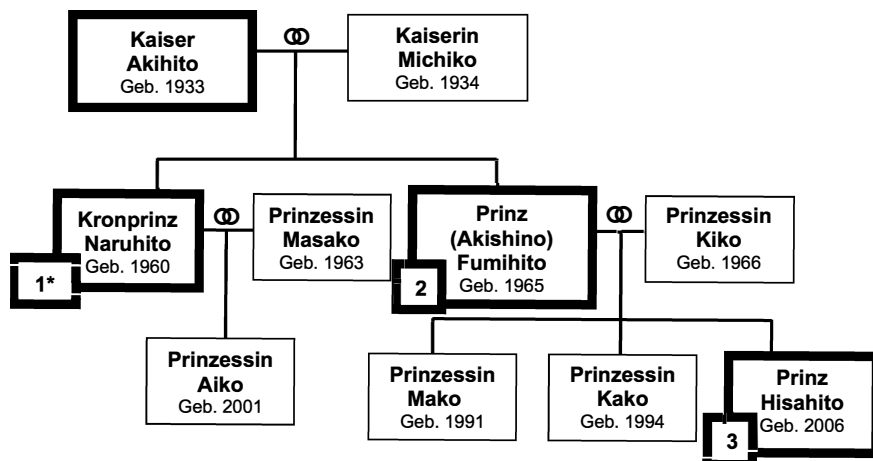 Kaiser
Akihito
Geb. 1933
Kaiserin
Michiko
Geb. 1934
Kronprinz
Naruhito
Geb. 1960
1*
Prinzessin
Masako
Geb. 1963
Prinz
(Akishino)
Fumihito
Geb. 1965
2
Prinzessin
Kiko
Geb. 1966
Prinzessin
Aiko
Geb. 2001
Prinzessin
Mako
Geb. 1991
Prinzessin
Kako
Geb. 1994
Prinz
Hisahito
Geb. 2006
3